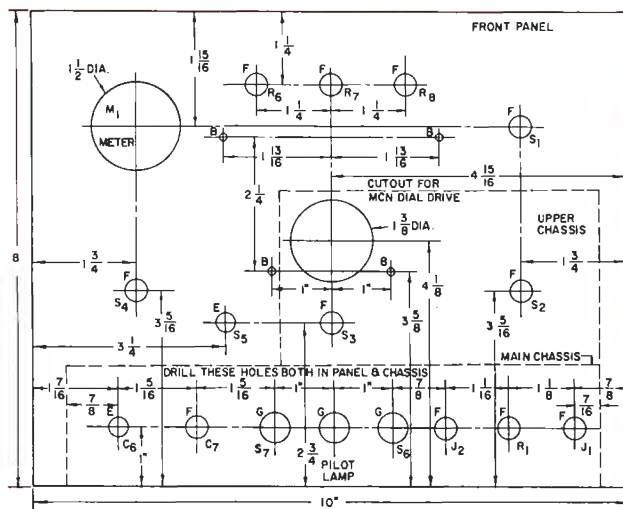 FRONT PANEL
1 1/4
1 15/16
1 1/2 DIA.
F F F
R6 R7 R8
1 1/4 1 1/4
M1
METER
B B
F
S1
1 13/16 1 13/16
4 15/16
2 1/4
CUTOUT FOR
MCN DIAL DRIVE
1 3/8 DIA.
UPPER
CHASSIS
8
1 3/4
1 3/4
B B
4 1/8
F
S4
1" 1"
F
S2
3 5/16
E
S5
F
S3
3 5/8
3 5/16
3 1/4
MAIN CHASSIS
DRILL THESE HOLES BOTH IN PANEL & CHASSIS
1 7/16 1 5/16 1 5/16 1" 1" 7/8 1 1/16 1 1/8 7/8
7/8 7/16
E F G G F F F
C6 C7 S7 S6 J2 R1 J1
1"
2 3/4
G
PILOT
LAMP
10"